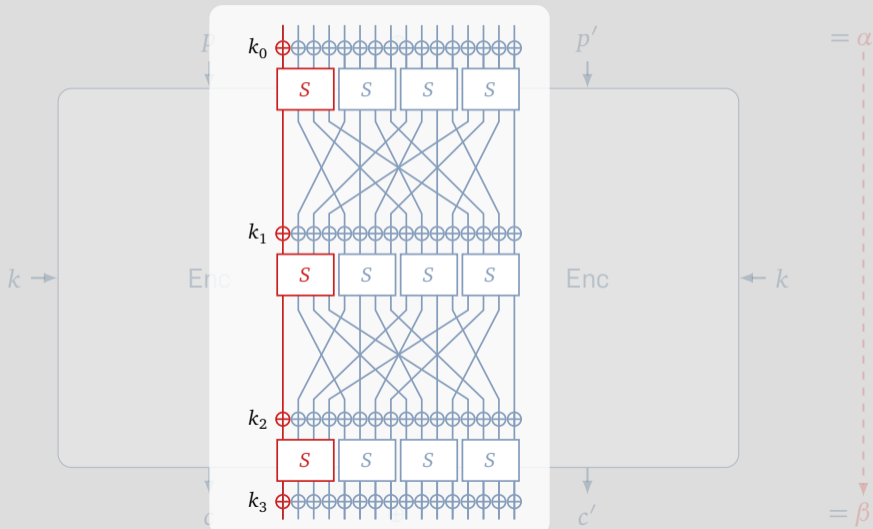 k₀ p p′ = α
S S S S
k₁
k Enc S S S S Enc k
k₂
S S S S
k₃ c c′ = β